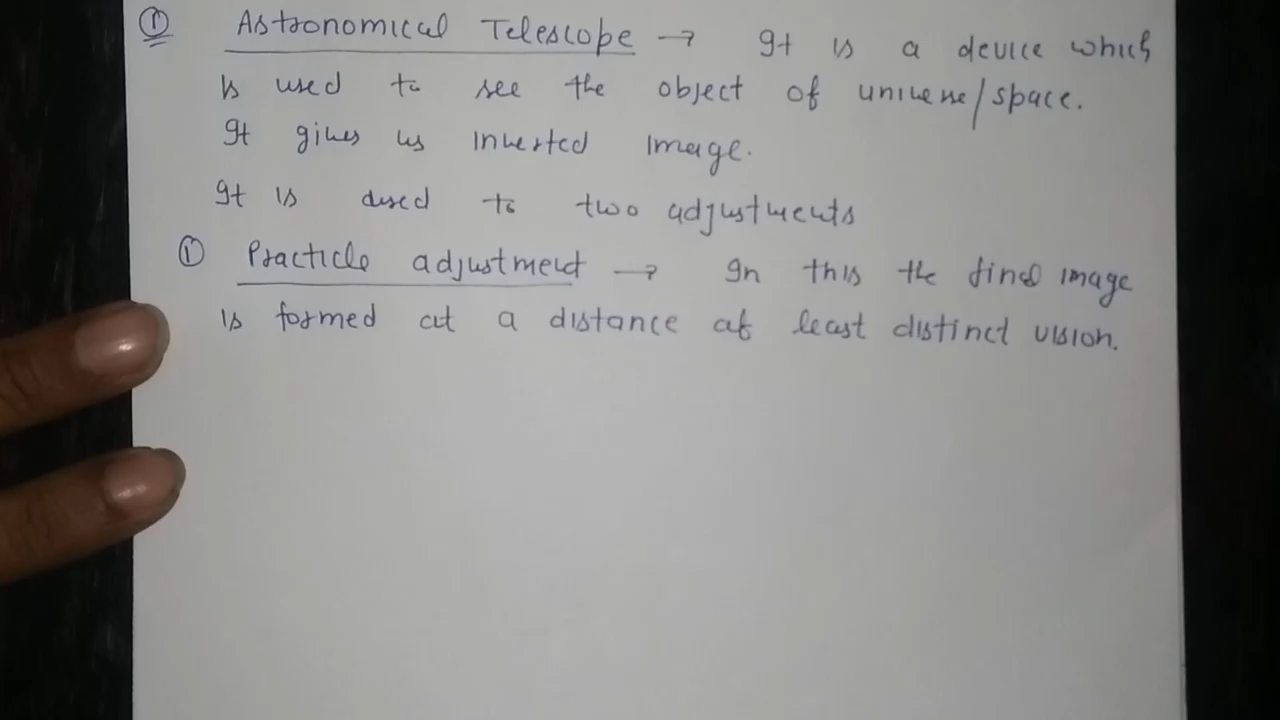 ① Astronomical Telescope → It is a device which
is used to see the object of universe/space.
It gives us inverted image.
It is used to two adjustments
① Practicle adjustment → In this the final image
is formed at a distance of least distinct vision.